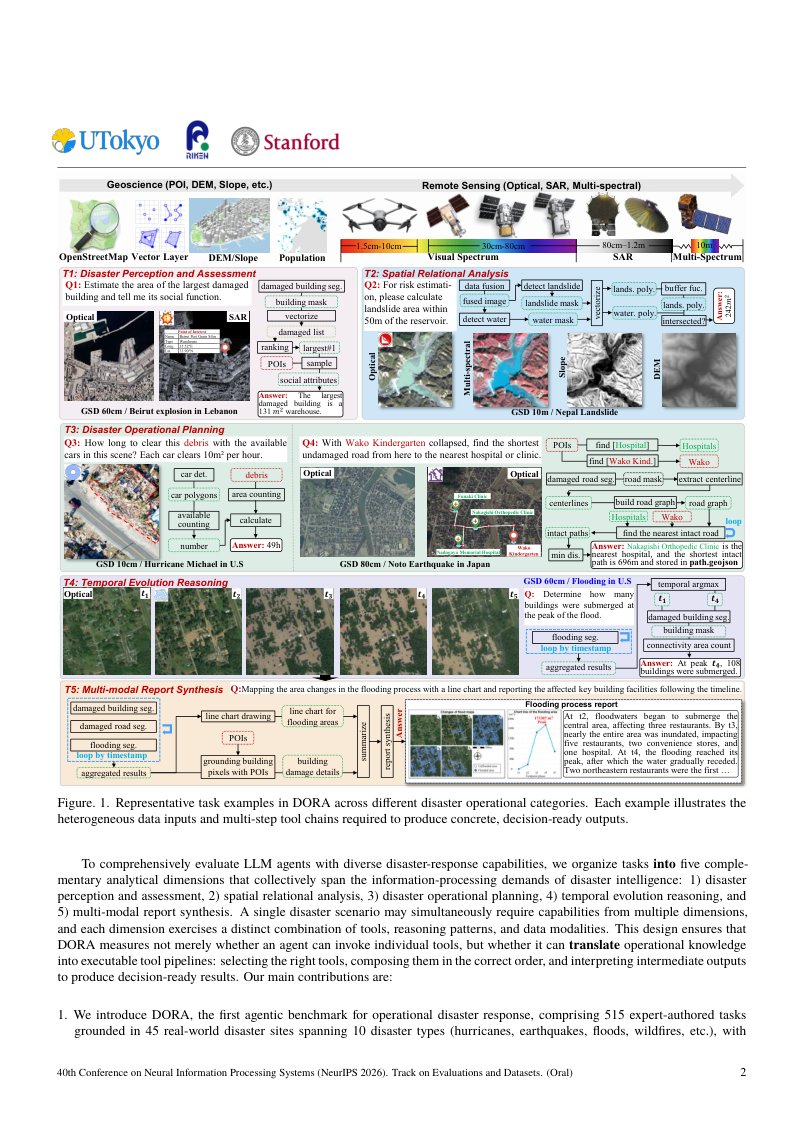 UTokyo
RIKEN
Stanford
Geoscience (POI, DEM, Slope, etc.)
Remote Sensing (Optical, SAR, Multi-spectral)
OpenStreetMap Vector Layer DEM/Slope Population
1.5cm-10cm 30cm-80cm 80cm~1.2m 10m
Visual Spectrum SAR Multi-Spectrum
T1: Disaster Perception and Assessment
Q1: Estimate the area of the largest damaged
building and tell me its social function.
Optical
SAR
Point of Interest
GSD 60cm / Beirut explosion in Lebanon
damaged building seg.
building mask
vectorize
damaged list
ranking largest#1
POIs sample
social attributes
Answer: The largest
damaged building is a
131 m² warehouse.
T2: Spatial Relational Analysis
Q2: For risk estimati-
on, please calculate
landslide area within
50m of the reservoir.
data fusion detect landslide
fused image landslide mask
detect water water mask
vectorize
lands. poly. buffer fuc.
water. poly. lands. poly.
intersected?
Answer:
242m²
Optical
Multi-spectral
Slope
DEM
GSD 10m / Nepal Landslide
T3: Disaster Operational Planning
Q3: How long to clear this debris with the available
cars in this scene? Each car clears 10m² per hour.
car det. debris
car polygons area counting
available
counting
calculate
number
Answer: 49h
GSD 10cm / Hurricane Michael in U.S
Q4: With Wako Kindergarten collapsed, find the shortest
undamaged road from here to the nearest hospital or clinic.
Optical
Optical
Funaki Clinic
Nakagishi Orthopedic Clinic
Wako
Kindergarten
Nadagaya Memorial Hospital
GSD 80cm / Noto Earthquake in Japan
POIs find [Hospital] Hospitals
find [Wako Kind.] Wako
damaged road seg. road mask extract centerline
centerlines build road graph road graph
Hospitals Wako
loop
intact paths find the nearest intact road
min dis.
Answer: Nakagishi Orthopedic Clinic is the
nearest hospital, and the shortest intact
path is 696m and stored in path.geojson
T4: Temporal Evolution Reasoning
Optical t1 t2 t3 t4 t5
GSD 60cm / Flooding in U.S
Q: Determine how many
buildings were submerged at
the peak of the flood.
flooding seg.
loop by timestamp
aggregated results
temporal argmax
t1 t4
damaged building seg.
building mask
connectivity area count
Answer: At peak t4, 108
buildings were submerged.
T5: Multi-modal Report Synthesis Q:Mapping the area changes in the flooding process with a line chart and reporting the affected key building facilities following the timeline.
damaged building seg.
damaged road seg.
flooding seg.
loop by timestamp
aggregated results
line chart drawing
line chart for
flooding areas
POIs
grounding building
pixels with POIs
building
damage details
summarize
report synthesis
Answer
Flooding process report
At t2, floodwaters began to submerge the
central area, affecting three restaurants. By t3,
nearly the entire area was inundated, impacting
five restaurants, two convenience stores, and
one hospital. At t4, the flooding reached its
peak, after which the water gradually receded.
Two northeastern restaurants were the first …
Figure. 1. Representative task examples in DORA across different disaster operational categories. Each example illustrates the
heterogeneous data inputs and multi-step tool chains required to produce concrete, decision-ready outputs.
To comprehensively evaluate LLM agents with diverse disaster-response capabilities, we organize tasks into five comple-
mentary analytical dimensions that collectively span the information-processing demands of disaster intelligence: 1) disaster
perception and assessment, 2) spatial relational analysis, 3) disaster operational planning, 4) temporal evolution reasoning, and
5) multi-modal report synthesis. A single disaster scenario may simultaneously require capabilities from multiple dimensions,
and each dimension exercises a distinct combination of tools, reasoning patterns, and data modalities. This design ensures that
DORA measures not merely whether an agent can invoke individual tools, but whether it can translate operational knowledge
into executable tool pipelines: selecting the right tools, composing them in the correct order, and interpreting intermediate outputs
to produce decision-ready results. Our main contributions are:
1. We introduce DORA, the first agentic benchmark for operational disaster response, comprising 515 expert-authored tasks
grounded in 45 real-world disaster sites spanning 10 disaster types (hurricanes, earthquakes, floods, wildfires, etc.), with
40th Conference on Neural Information Processing Systems (NeurIPS 2026). Track on Evaluations and Datasets. (Oral)
2